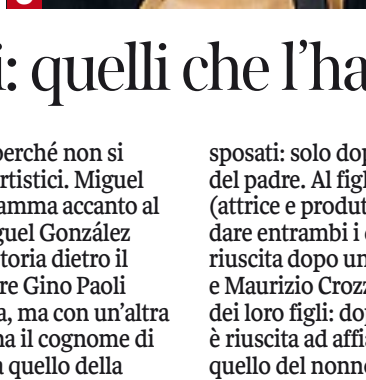 i: quelli che l'ha
perché non si
rtistici. Miguel
amma accanto al
guel González
toria dietro il
re Gino Paoli
a, ma con un'altra
na il cognome di
a quello della
sposati: solo dop
del padre. Al figl
(attrice e produt
dare entrambi i
riuscita dopo un
e Maurizio Crozz
dei loro figli: dop
è riuscita ad affia
quello del nonno